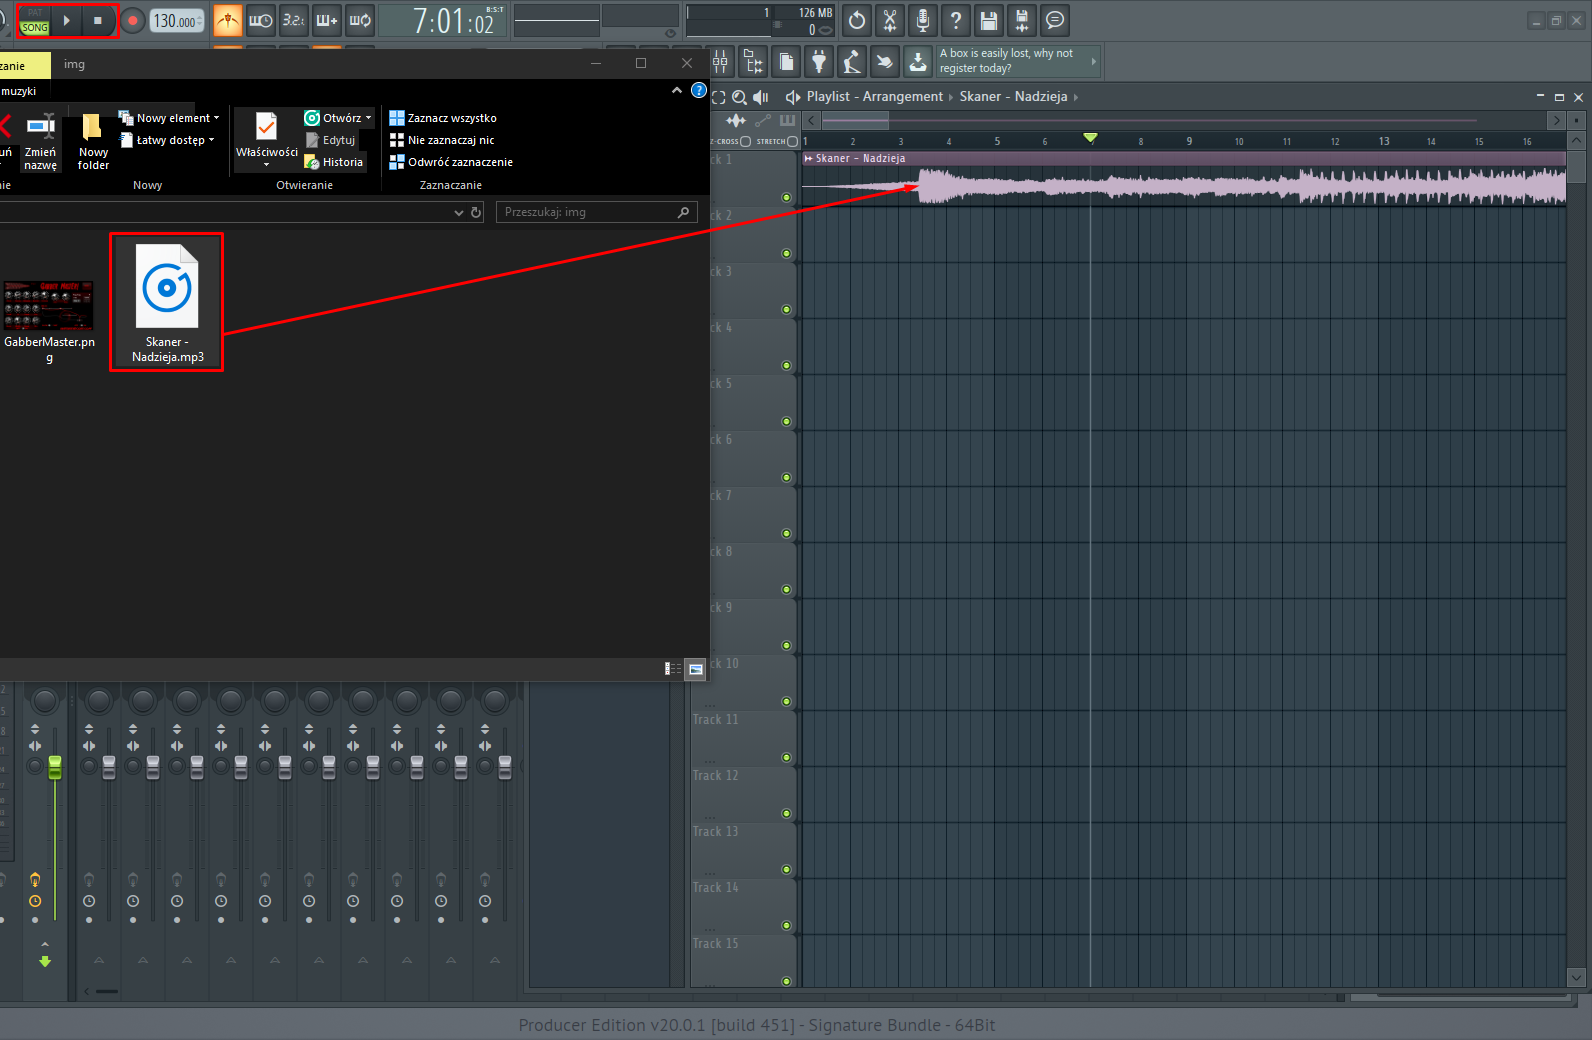 PAT
SONG
130.000
3.2.
7:01:02
B:S:T
1
126 MB
0
A box is easily lost, why not
register today?
zanie
img
muzyki
uń
Zmień
nazwę
Nowy
folder
Nowy element
Łatwy dostęp
Właściwości
Otwórz
Edytuj
Historia
Zaznacz wszystko
Nie zaznaczaj nic
Odwróć zaznaczenie
nie
Nowy
Otwieranie
Zaznaczanie
Przeszukaj: img
GabberMaster.pn
g
Skaner -
Nadzieja.mp3
Playlist - Arrangement
Skaner - Nadzieja
Z-CROSS
STRETCH
1 2 3 4 5 6 7 8 9 10 11 12 13 14 15 16
Skaner - Nadzieja
ck 1
ck 2
ck 3
ck 4
ck 5
ck 6
ck 7
ck 8
ck 9
ck 10
Track 11
Track 12
Track 13
Track 14
Track 15
Producer Edition v20.0.1 [build 451] - Signature Bundle - 64Bit